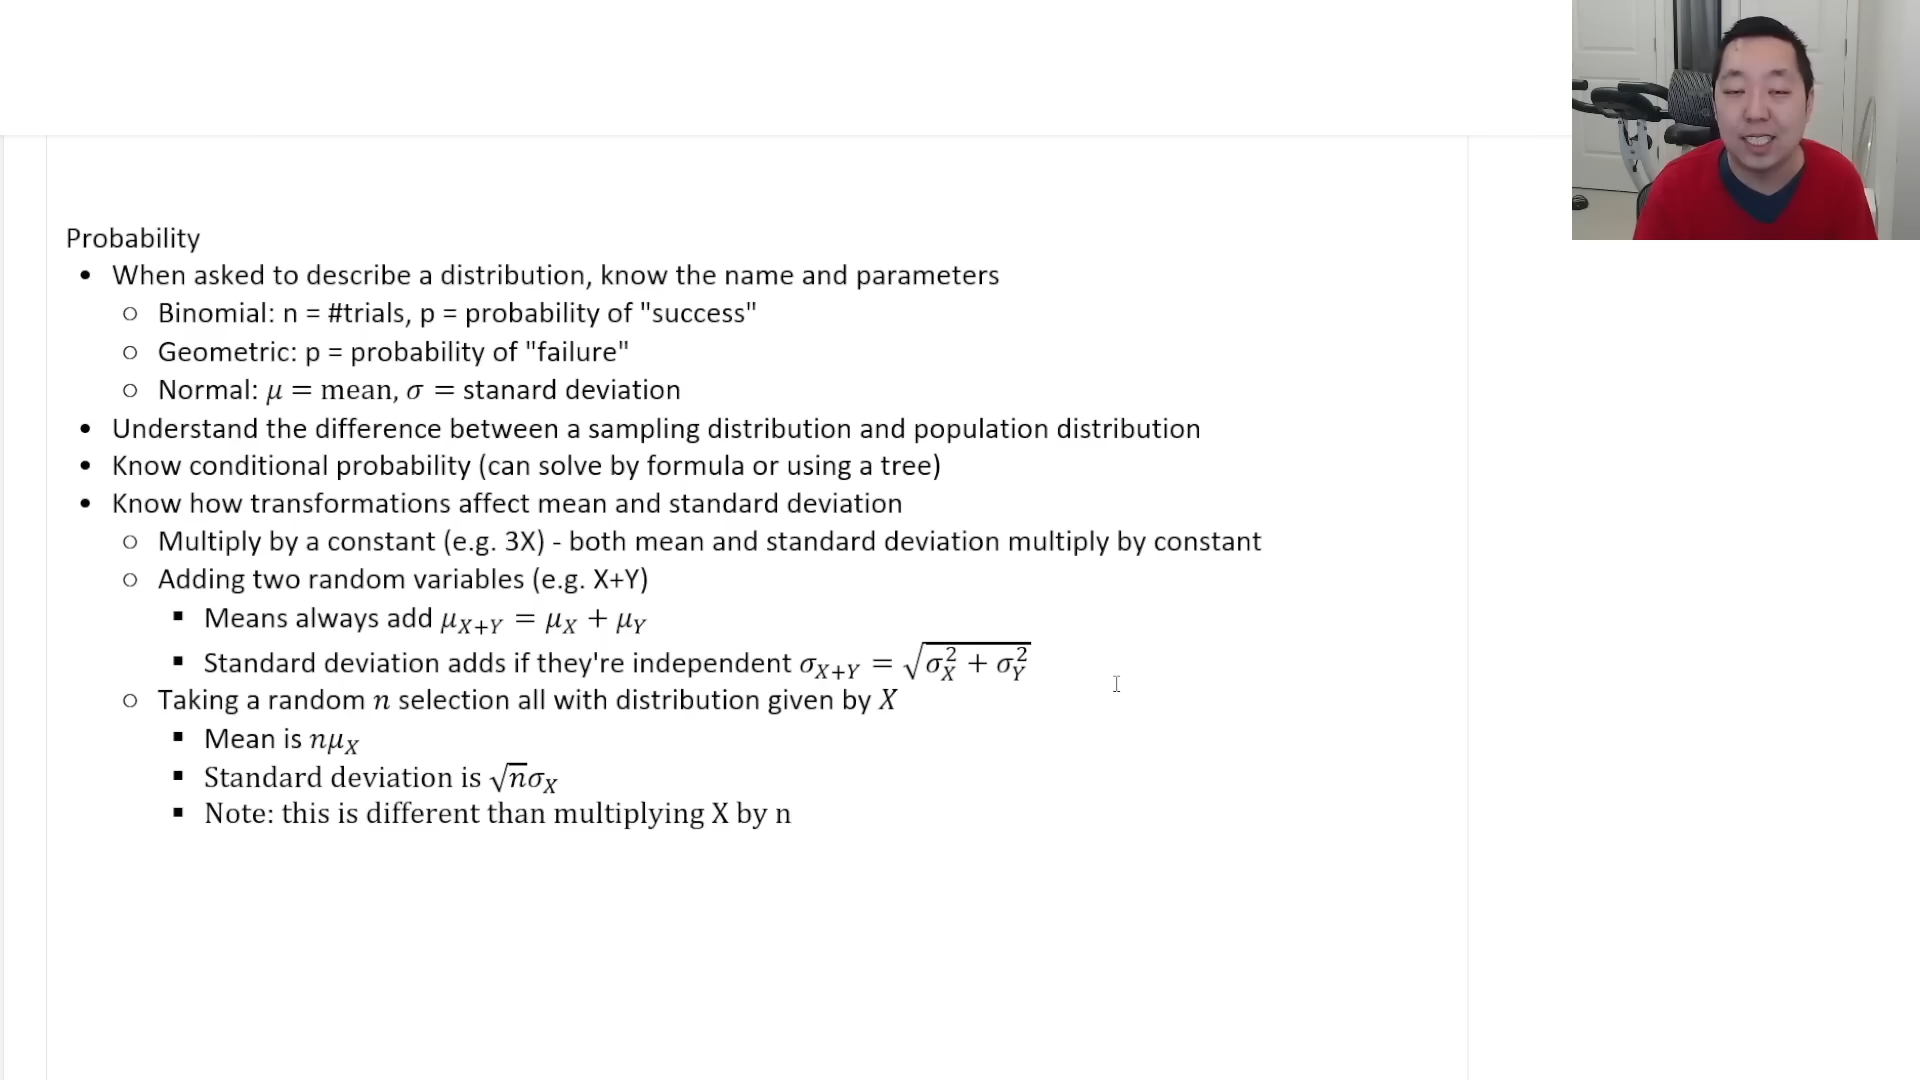 Probability
• When asked to describe a distribution, know the name and parameters
○ Binomial: n = #trials, p = probability of "success"
○ Geometric: p = probability of "failure"
○ Normal: μ = mean, σ = stanard deviation
• Understand the difference between a sampling distribution and population distribution
• Know conditional probability (can solve by formula or using a tree)
• Know how transformations affect mean and standard deviation
○ Multiply by a constant (e.g. 3X) - both mean and standard deviation multiply by constant
○ Adding two random variables (e.g. X+Y)
▪ Means always add μ_{X+Y} = μ_X + μ_Y
▪ Standard deviation adds if they're independent σ_{X+Y} = √(σ_X^2 + σ_Y^2)
○ Taking a random n selection all with distribution given by X
▪ Mean is nμ_X
▪ Standard deviation is √nσ_X
▪ Note: this is different than multiplying X by n